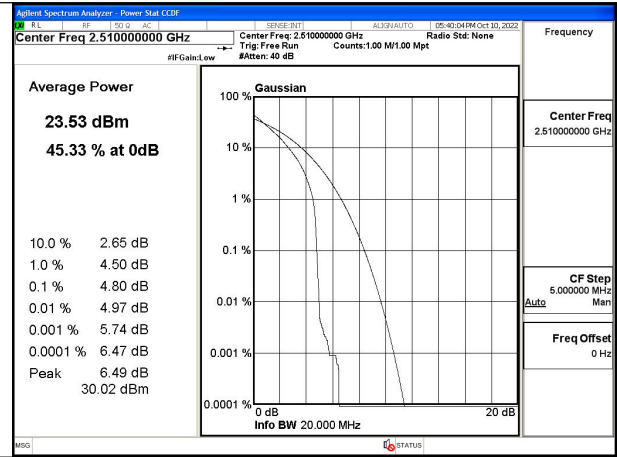 Agilent Spectrum Analyzer - Power Stat CCDF
RL RF 50 Ω AC SENSE:INT ALIGN AUTO 05:40:04 PM Oct 10, 2022
Center Freq 2.510000000 GHz
Center Freq: 2.510000000 GHz Radio Std: None
Trig: Free Run Counts:1.00 M/1.00 Mpt
#IFGain:Low #Atten: 40 dB
Frequency
Average Power
23.53 dBm
45.33 % at 0dB
10.0 % 2.65 dB
1.0 % 4.50 dB
0.1 % 4.80 dB
0.01 % 4.97 dB
0.001 % 5.74 dB
0.0001 % 6.47 dB
Peak 6.49 dB
30.02 dBm
Gaussian
100 %
10 %
1 %
0.1 %
0.01 %
0.001 %
0.0001 %
0 dB 20 dB
Info BW 20.000 MHz
Center Freq
2.510000000 GHz
CF Step
5.000000 MHz
Auto Man
Freq Offset
0 Hz
MSG STATUS